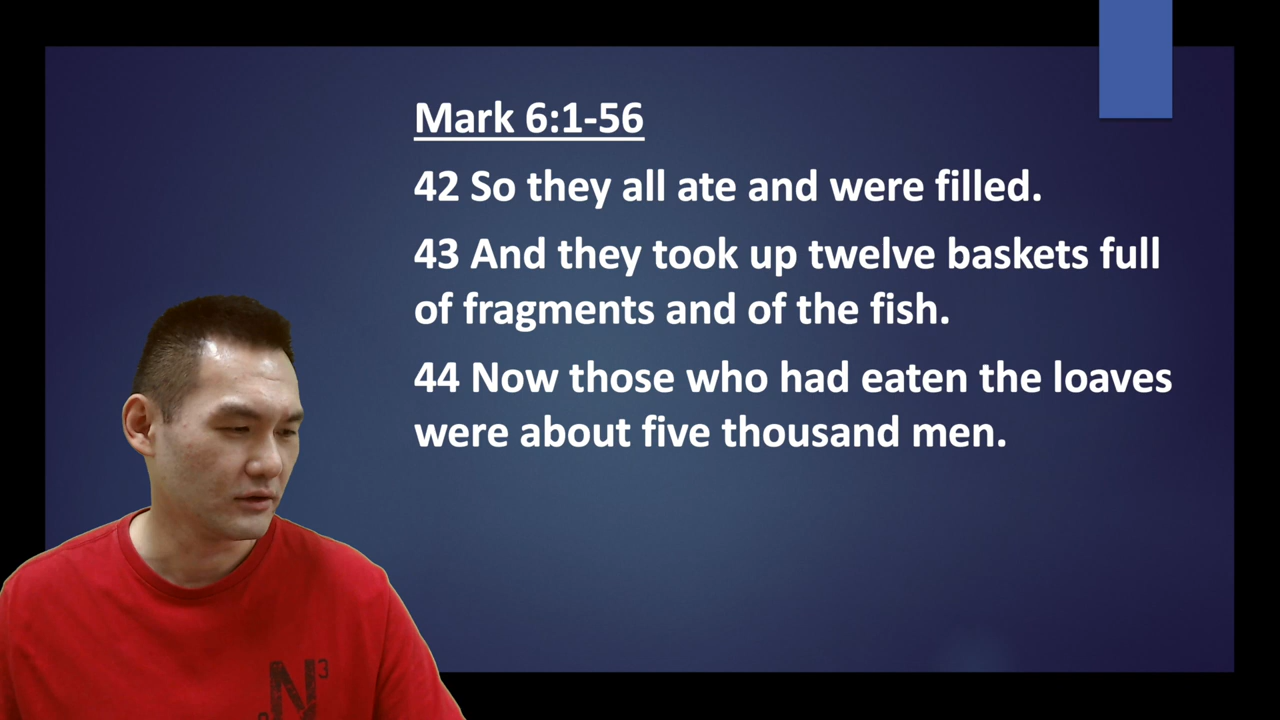 Mark 6:1-56
42 So they all ate and were filled.
43 And they took up twelve baskets full
of fragments and of the fish.
44 Now those who had eaten the loaves
were about five thousand men.
N3